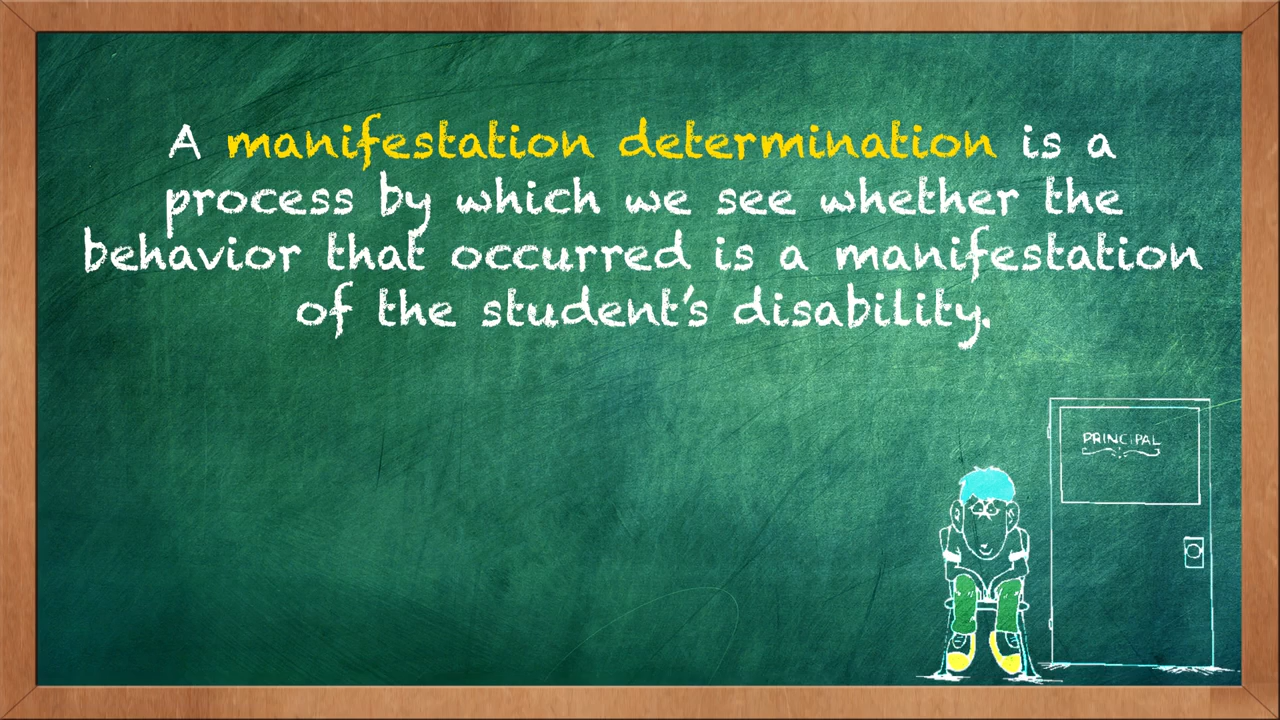 A manifestation determination is a
process by which we see whether the
behavior that occurred is a manifestation
of the student's disability.
PRINCIPAL